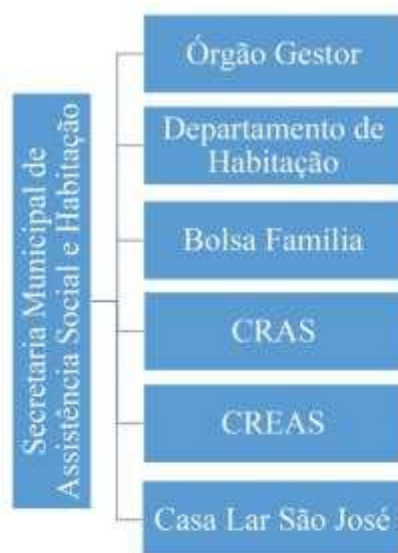 Secretaria Municipal de
Assistência Social e Habitação
Órgão Gestor
Departamento de
Habitação
Bolsa Família
CRAS
CREAS
Casa Lar São José